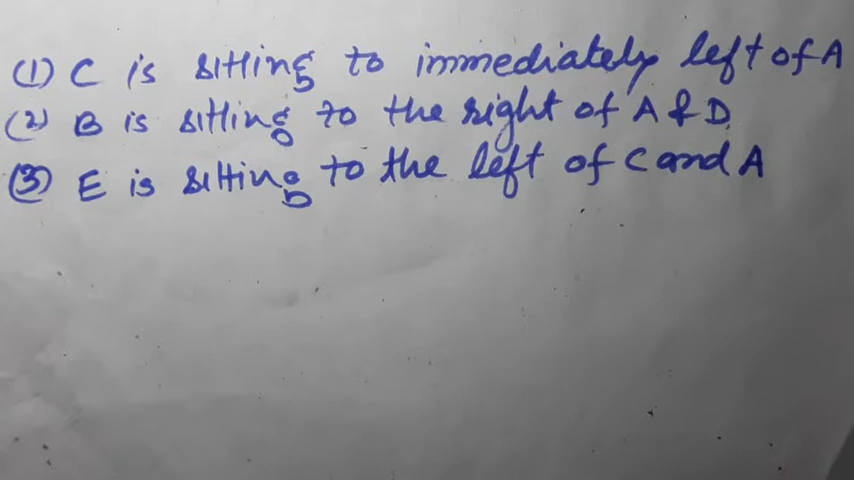 (1) C is sitting to immediately left of A
(2) B is sitting to the right of A & D.
(3) E is sitting to the left of C and A